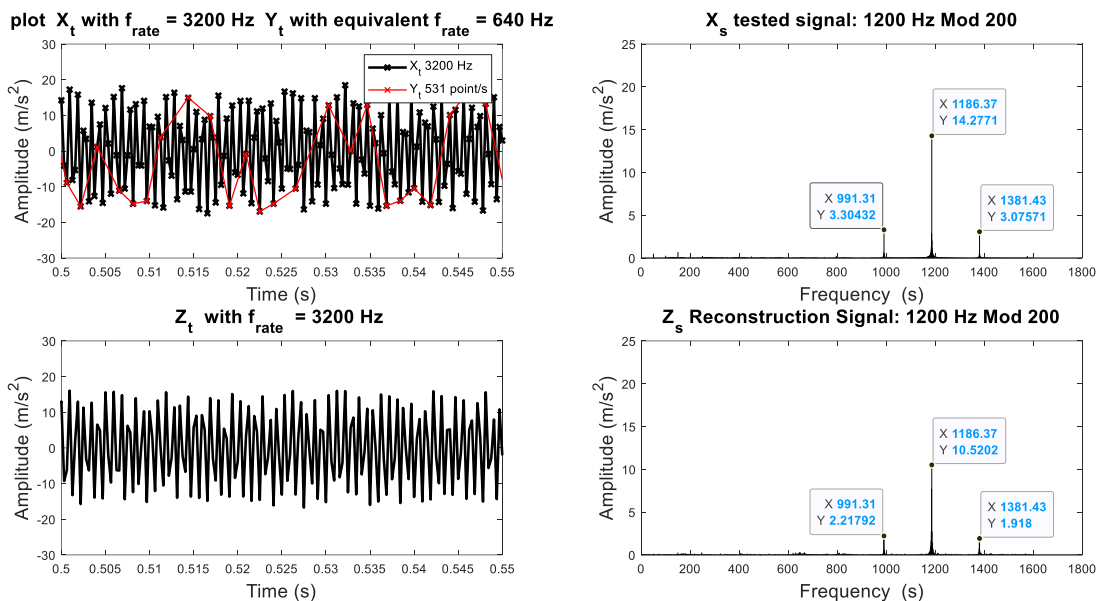 plot X_t with f_rate = 3200 Hz Y_t with equivalent f_rate = 640 Hz
30
20
10
0
-10
-20
-30
Amplitude (m/s²)
X_t 3200 Hz
Y_t 531 point/s
0.5 0.505 0.51 0.515 0.52 0.525 0.53 0.535 0.54 0.545 0.55
Time (s)
X_s tested signal: 1200 Hz Mod 200
25
20
15
10
5
0
Amplitude (m/s²)
X 1186.37
Y 14.2771
X 991.31
Y 3.30432
X 1381.43
Y 3.07571
0 200 400 600 800 1000 1200 1400 1600 1800
Frequency (s)
Z_t with f_rate = 3200 Hz
30
20
10
0
-10
-20
-30
Amplitude (m/s²)
0.5 0.505 0.51 0.515 0.52 0.525 0.53 0.535 0.54 0.545 0.55
Time (s)
Z_s Reconstruction Signal: 1200 Hz Mod 200
25
20
15
10
5
0
Amplitude (m/s²)
X 1186.37
Y 10.5202
X 991.31
Y 2.21792
X 1381.43
Y 1.918
0 200 400 600 800 1000 1200 1400 1600 1800
Frequency (s)